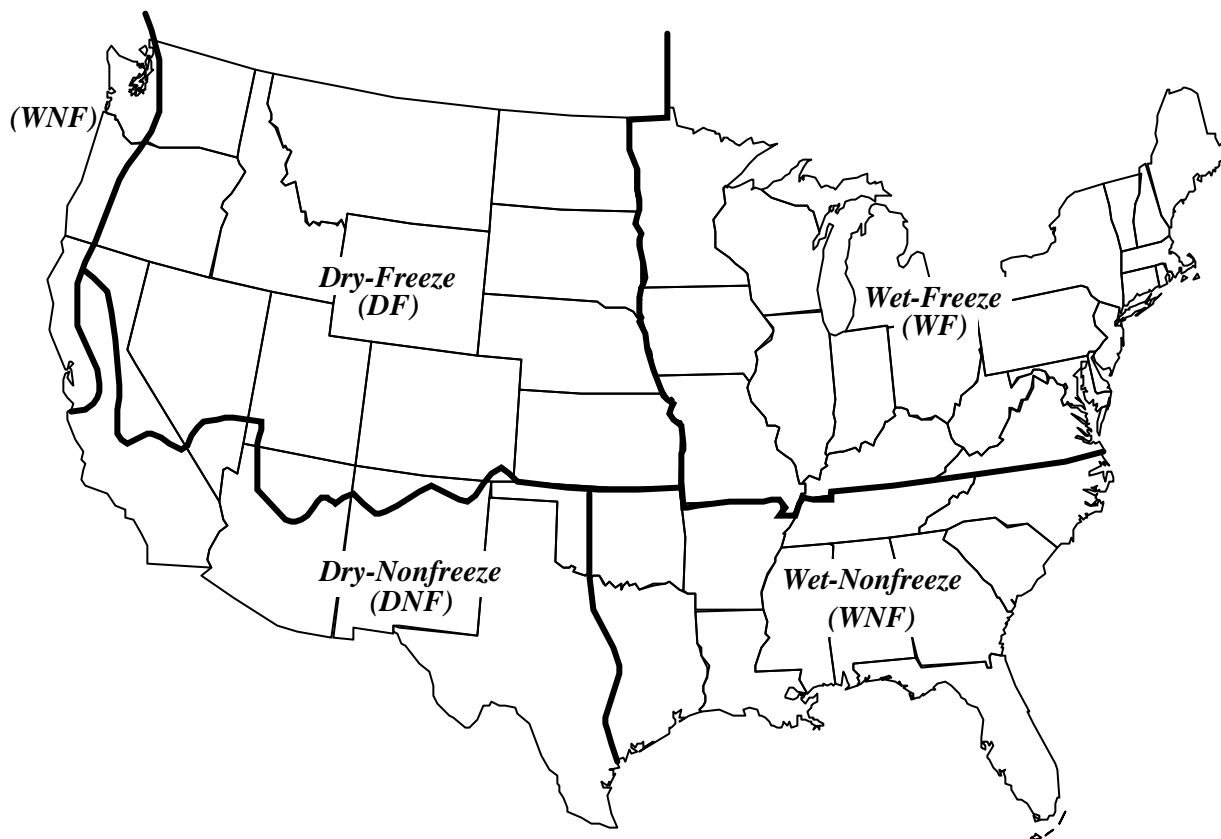 (WNF)
Dry-Freeze
(DF)
Wet-Freeze
(WF)
Dry-Nonfreeze
(DNF)
Wet-Nonfreeze
(WNF)